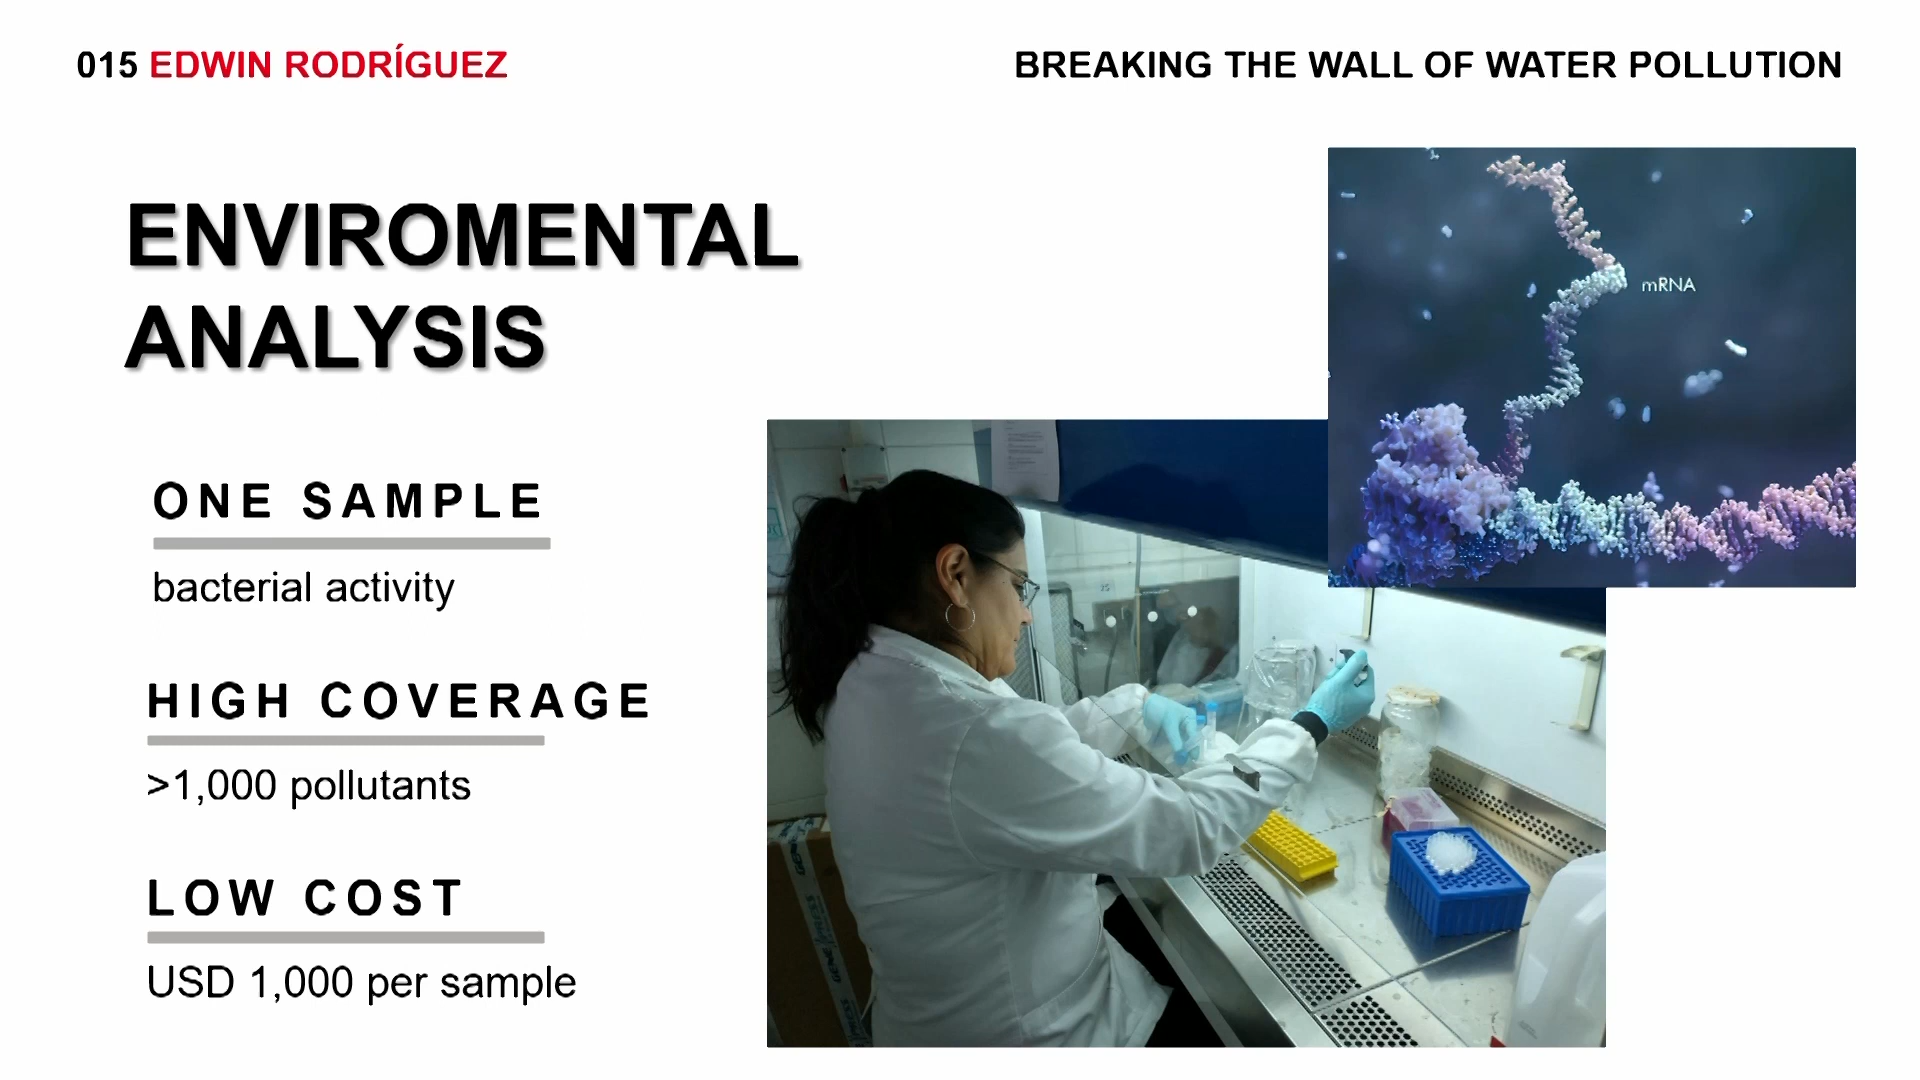 015 EDWIN RODRÍGUEZ
BREAKING THE WALL OF WATER POLLUTION
ENVIROMENTAL
ANALYSIS
mRNA
ONE SAMPLE
bacterial activity
HIGH COVERAGE
>1,000 pollutants
LOW COST
USD 1,000 per sample